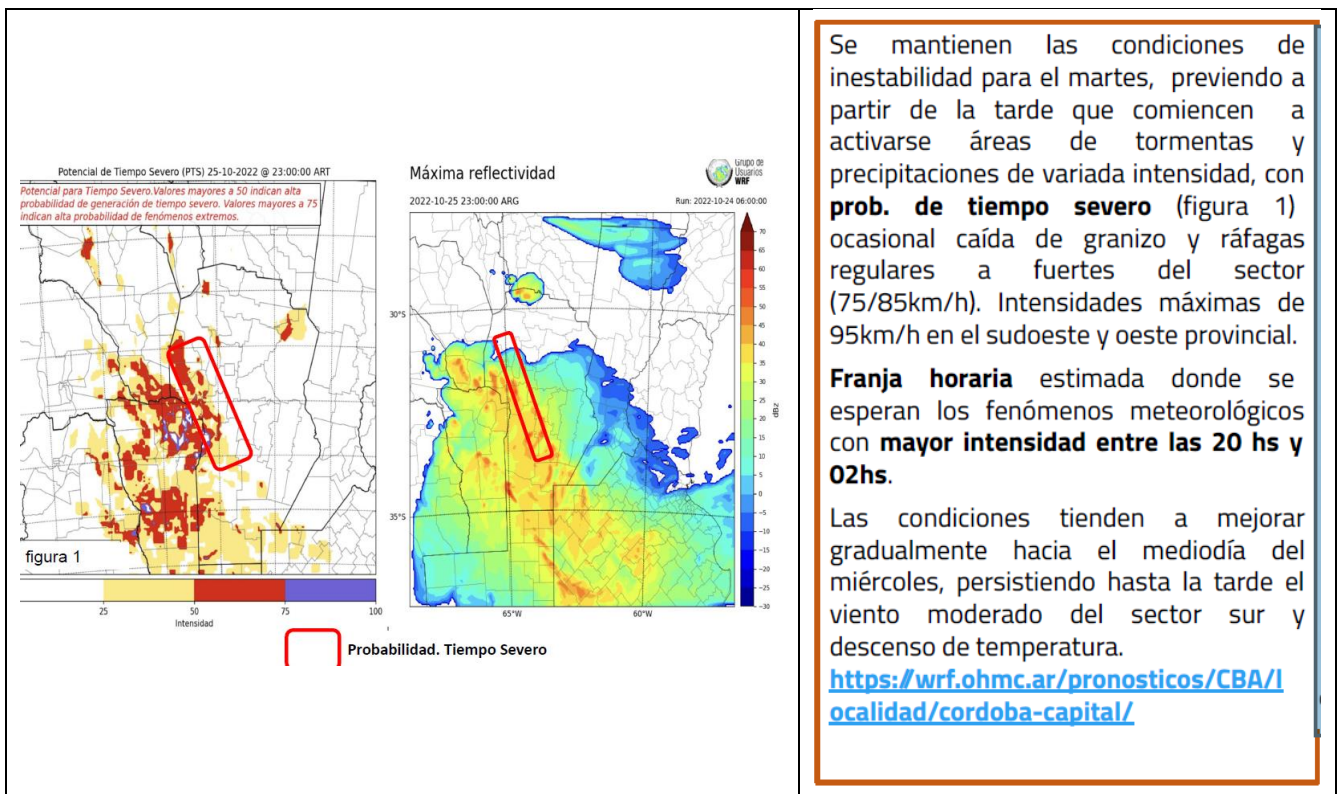 Potencial de Tiempo Severo (PTS) 25-10-2022 @ 23:00:00 ART
Potencial para Tiempo Severo.Valores mayores a 50 indican alta
probabilidad de generación de tiempo severo. Valores mayores a 75
indican alta probabilidad de fenómenos extremos.
figura 1
25
50
75
100
Intensidad
Máxima reflectividad
Grupo de
Usuarios
WRF
2022-10-25 23:00:00 ARG
Run: 2022-10-24 06:00:00
30°S
35°S
65°W
60°W
70
65
60
55
50
45
40
35
30
25
20
15
10
5
0
−5
−10
−15
−20
−25
−30
dBz
Probabilidad. Tiempo Severo
Se mantienen las condiciones de
inestabilidad para el martes, previendo a
partir de la tarde que comiencen a
activarse áreas de tormentas y
precipitaciones de variada intensidad, con
prob. de tiempo severo (figura 1)
ocasional caída de granizo y ráfagas
regulares a fuertes del sector
(75/85km/h). Intensidades máximas de
95km/h en el sudoeste y oeste provincial.
Franja horaria estimada donde se
esperan los fenómenos meteorológicos
con mayor intensidad entre las 20 hs y
02hs.
Las condiciones tienden a mejorar
gradualmente hacia el mediodía del
miércoles, persistiendo hasta la tarde el
viento moderado del sector sur y
descenso de temperatura.
https://wrf.ohmc.ar/pronosticos/CBA/l
ocalidad/cordoba-capital/